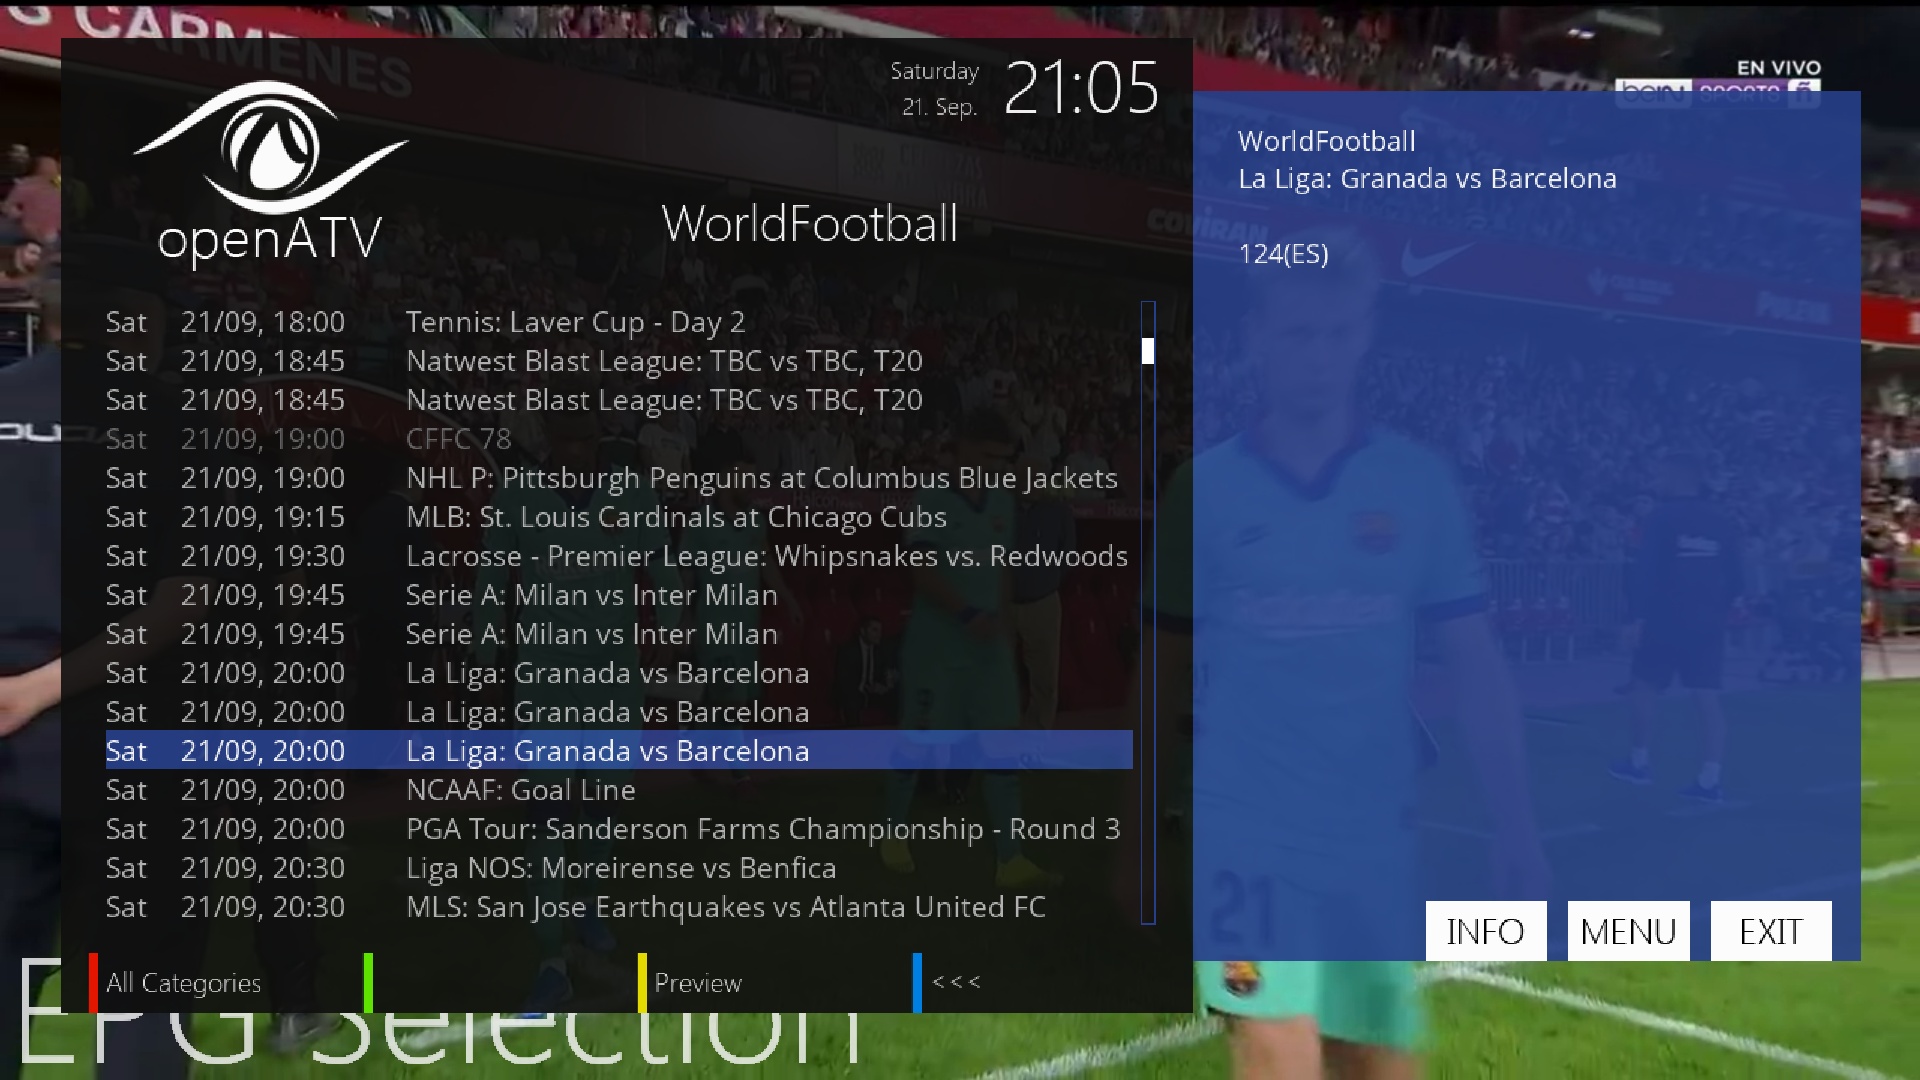 CARMENES
Saturday
21. Sep.
21:05
EN VIVO
beIN SPORTS ñ
openATV
WorldFootball
WorldFootball
La Liga: Granada vs Barcelona
124(ES)
COVIRAN
Sat 21/09, 18:00 Tennis: Laver Cup - Day 2
Sat 21/09, 18:45 Natwest Blast League: TBC vs TBC, T20
Sat 21/09, 18:45 Natwest Blast League: TBC vs TBC, T20
Sat 21/09, 19:00 CFFC 78
Sat 21/09, 19:00 NHL P: Pittsburgh Penguins at Columbus Blue Jackets
Sat 21/09, 19:15 MLB: St. Louis Cardinals at Chicago Cubs
Sat 21/09, 19:30 Lacrosse - Premier League: Whipsnakes vs. Redwoods
Sat 21/09, 19:45 Serie A: Milan vs Inter Milan
Sat 21/09, 19:45 Serie A: Milan vs Inter Milan
Sat 21/09, 20:00 La Liga: Granada vs Barcelona
Sat 21/09, 20:00 La Liga: Granada vs Barcelona
Sat 21/09, 20:00 La Liga: Granada vs Barcelona
Sat 21/09, 20:00 NCAAF: Goal Line
Sat 21/09, 20:00 PGA Tour: Sanderson Farms Championship - Round 3
Sat 21/09, 20:30 Liga NOS: Moreirense vs Benfica
Sat 21/09, 20:30 MLS: San Jose Earthquakes vs Atlanta United FC
21
INFO MENU EXIT
All Categories Preview <<<
EPG Selection